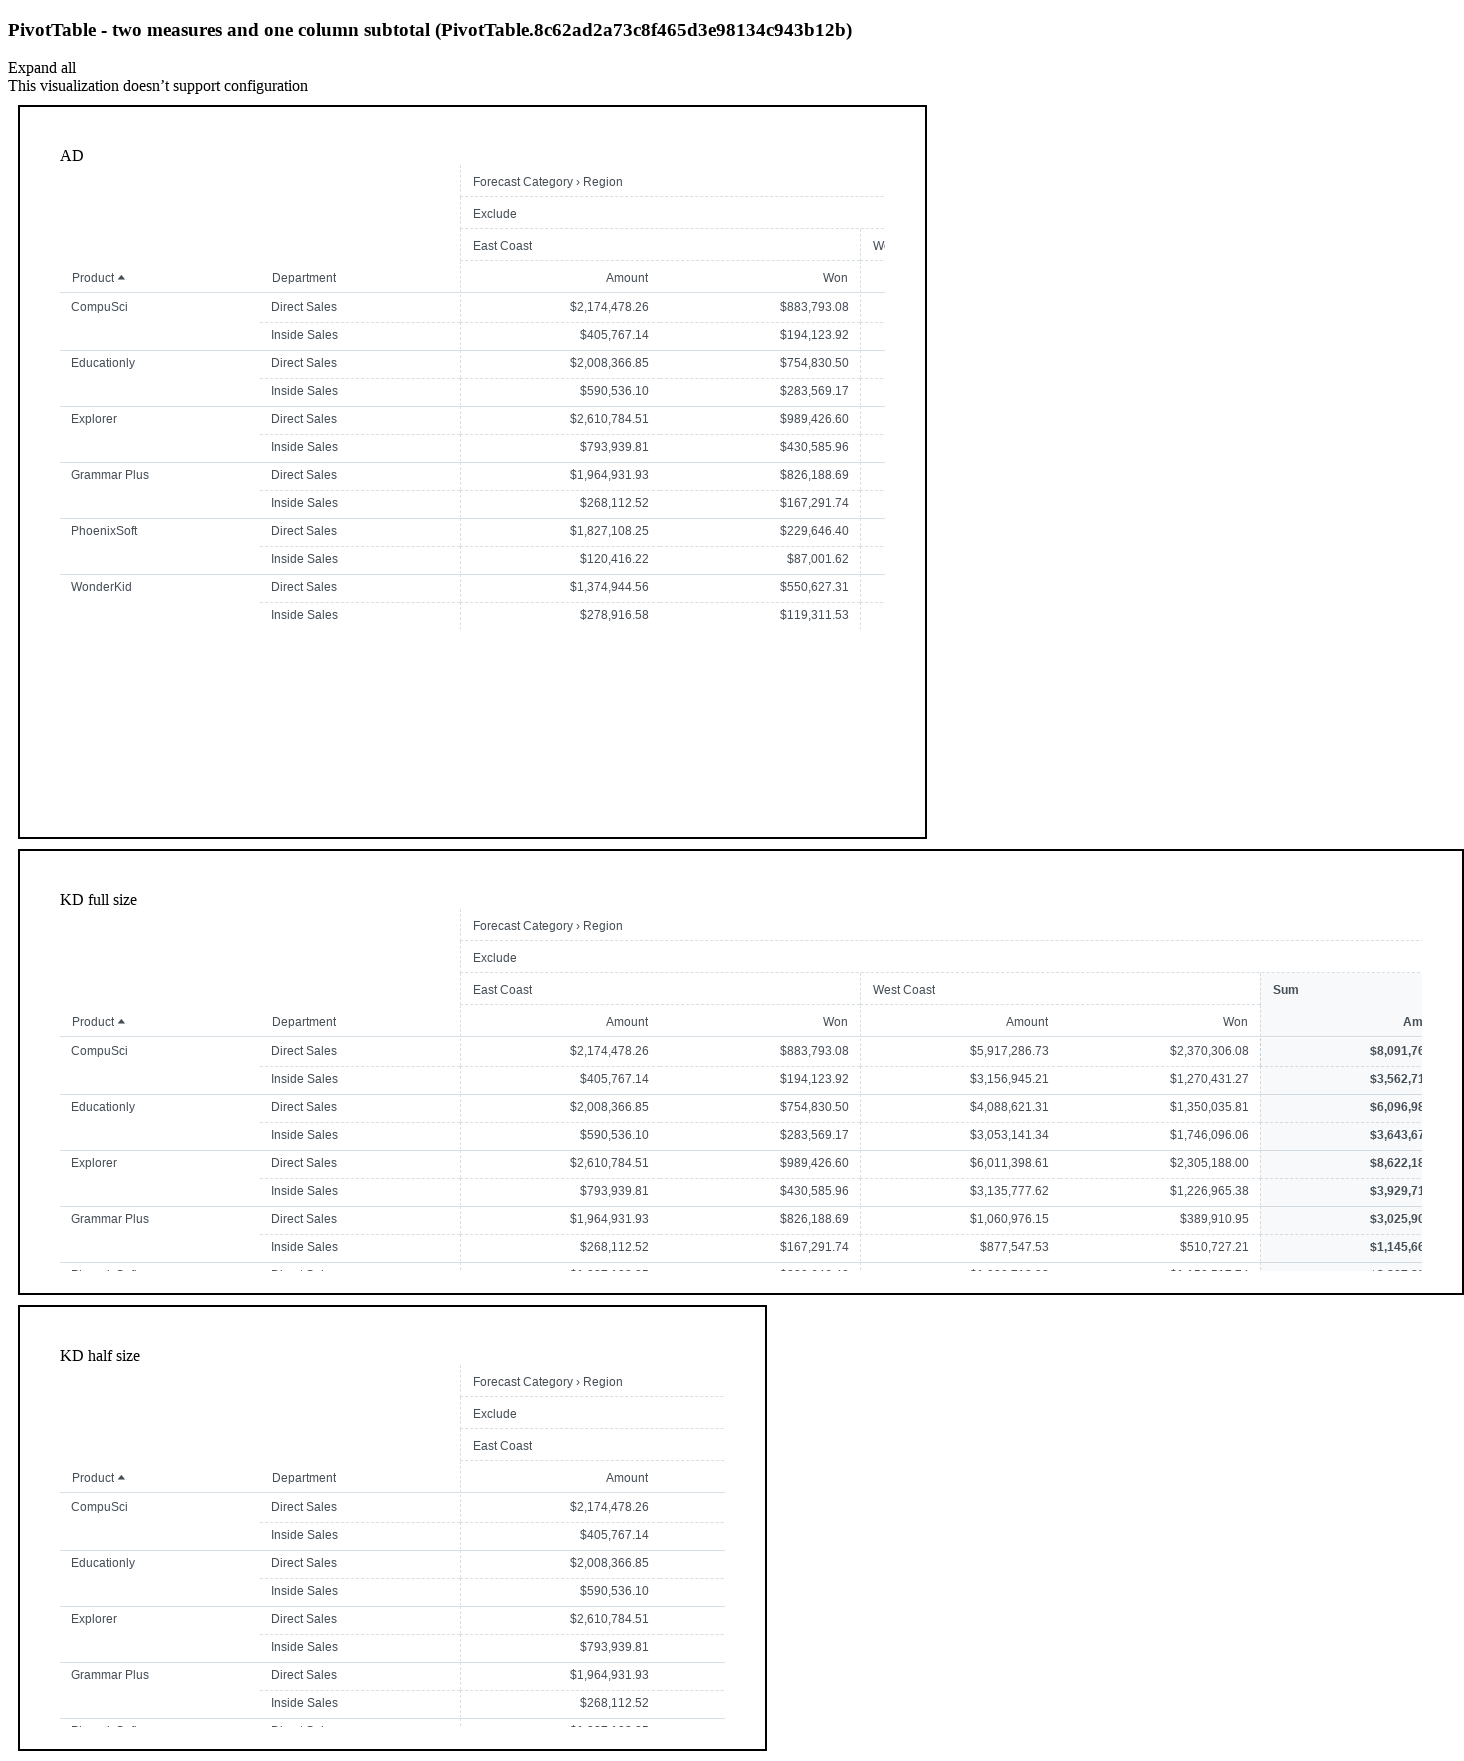 PivotTable - two measures and one column subtotal (PivotTable.8c62ad2a73c8f465d3e98134c943b12b)
Expand all
This visualization doesn’t support configuration
AD
Forecast Category › Region
Exclude
East Coast
Product Department Amount Won
CompuSci Direct Sales $2,174,478.26 $883,793.08
Inside Sales $405,767.14 $194,123.92
Educationly Direct Sales $2,008,366.85 $754,830.50
Inside Sales $590,536.10 $283,569.17
Explorer Direct Sales $2,610,784.51 $989,426.60
Inside Sales $793,939.81 $430,585.96
Grammar Plus Direct Sales $1,964,931.93 $826,188.69
Inside Sales $268,112.52 $167,291.74
PhoenixSoft Direct Sales $1,827,108.25 $229,646.40
Inside Sales $120,416.22 $87,001.62
WonderKid Direct Sales $1,374,944.56 $550,627.31
Inside Sales $278,916.58 $119,311.53
KD full size
Forecast Category › Region
Exclude
East Coast West Coast Sum
Product Department Amount Won Amount Won Am
CompuSci Direct Sales $2,174,478.26 $883,793.08 $5,917,286.73 $2,370,306.08 $8,091,76
Inside Sales $405,767.14 $194,123.92 $3,156,945.21 $1,270,431.27 $3,562,71
Educationly Direct Sales $2,008,366.85 $754,830.50 $4,088,621.31 $1,350,035.81 $6,096,98
Inside Sales $590,536.10 $283,569.17 $3,053,141.34 $1,746,096.06 $3,643,67
Explorer Direct Sales $2,610,784.51 $989,426.60 $6,011,398.61 $2,305,188.00 $8,622,18
Inside Sales $793,939.81 $430,585.96 $3,135,777.62 $1,226,965.38 $3,929,71
Grammar Plus Direct Sales $1,964,931.93 $826,188.69 $1,060,976.15 $389,910.95 $3,025,90
Inside Sales $268,112.52 $167,291.74 $877,547.53 $510,727.21 $1,145,66
KD half size
Forecast Category › Region
Exclude
East Coast
Product Department Amount
CompuSci Direct Sales $2,174,478.26
Inside Sales $405,767.14
Educationly Direct Sales $2,008,366.85
Inside Sales $590,536.10
Explorer Direct Sales $2,610,784.51
Inside Sales $793,939.81
Grammar Plus Direct Sales $1,964,931.93
Inside Sales $268,112.52